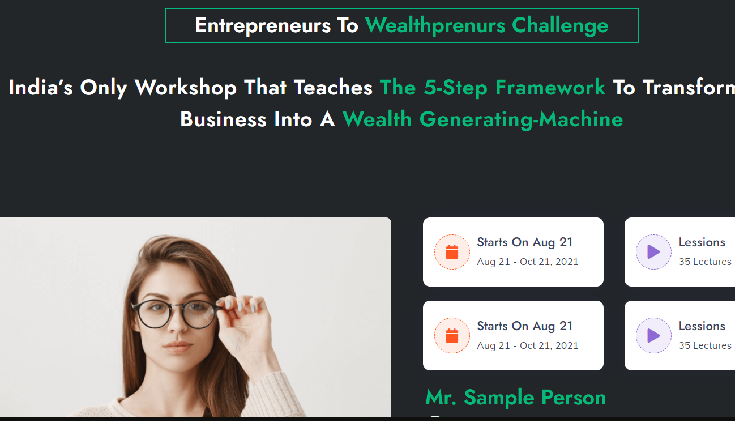 Entrepreneurs To Wealthprenurs Challenge
India's Only Workshop That Teaches The 5-Step Framework To Transform
Business Into A Wealth Generating-Machine
Starts On Aug 21
Aug 21 - Oct 21, 2021
Lessions
35 Lectures
Starts On Aug 21
Aug 21 - Oct 21, 2021
Lessions
35 Lectures
Mr. Sample Person